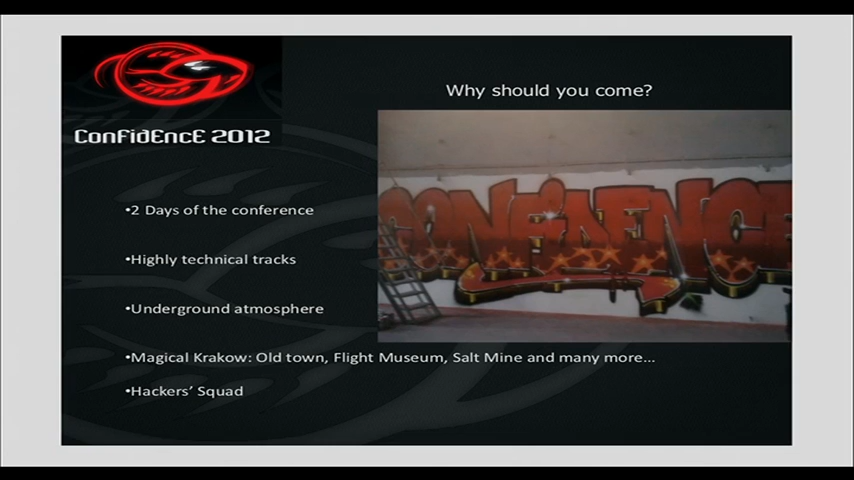 ConFidEncE 2012
Why should you come?
CONFiDENCE
•2 Days of the conference
•Highly technical tracks
•Underground atmosphere
•Magical Krakow: Old town, Flight Museum, Salt Mine and many more...
•Hackers’ Squad